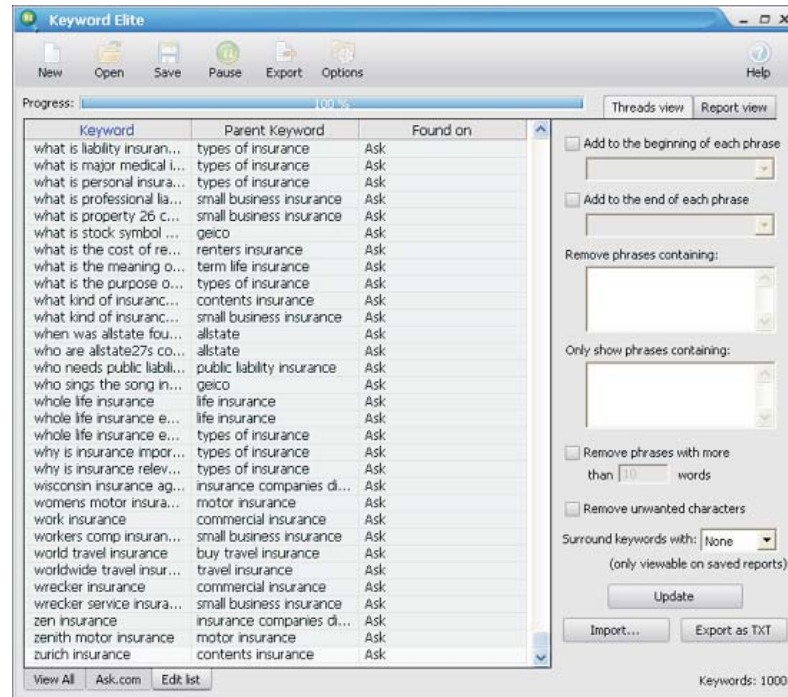 Keyword Elite
New Open Save Pause Export Options Help
Progress: 100 % Threads view Report view
Keyword Parent Keyword Found on
what is liability insuran... types of insurance Ask
what is major medical i... types of insurance Ask
what is personal insura... types of insurance Ask
what is professional lia... small business insurance Ask
what is property 26 c... small business insurance Ask
what is stock symbol ... geico Ask
what is the cost of re... renters insurance Ask
what is the meaning o... term life insurance Ask
what is the purpose o... types of insurance Ask
what kind of insuranc... contents insurance Ask
what kind of insuranc... small business insurance Ask
when was allstate fou... allstate Ask
who are allstate27s co... allstate Ask
who needs public liabili... public liability insurance Ask
who sings the song in... geico Ask
whole life insurance life insurance Ask
whole life insurance e... life insurance Ask
whole life insurance e... types of insurance Ask
why is insurance impor... types of insurance Ask
why is insurance relev... types of insurance Ask
wisconsin insurance ag... insurance companies di... Ask
womens motor insura... motor insurance Ask
work insurance commercial insurance Ask
workers comp insuran... small business insurance Ask
world travel insurance buy travel insurance Ask
worldwide travel insur... travel insurance Ask
wrecker insurance commercial insurance Ask
wrecker service insura... small business insurance Ask
zen insurance insurance companies di... Ask
zenith motor insurance motor insurance Ask
zurich insurance contents insurance Ask
Add to the beginning of each phrase
Add to the end of each phrase
Remove phrases containing:
Only show phrases containing:
Remove phrases with more
than 10 words
Remove unwanted characters
Surround keywords with: None
(only viewable on saved reports)
Update
Import... Export as TXT
View All Ask.com Edit list Keywords: 1000